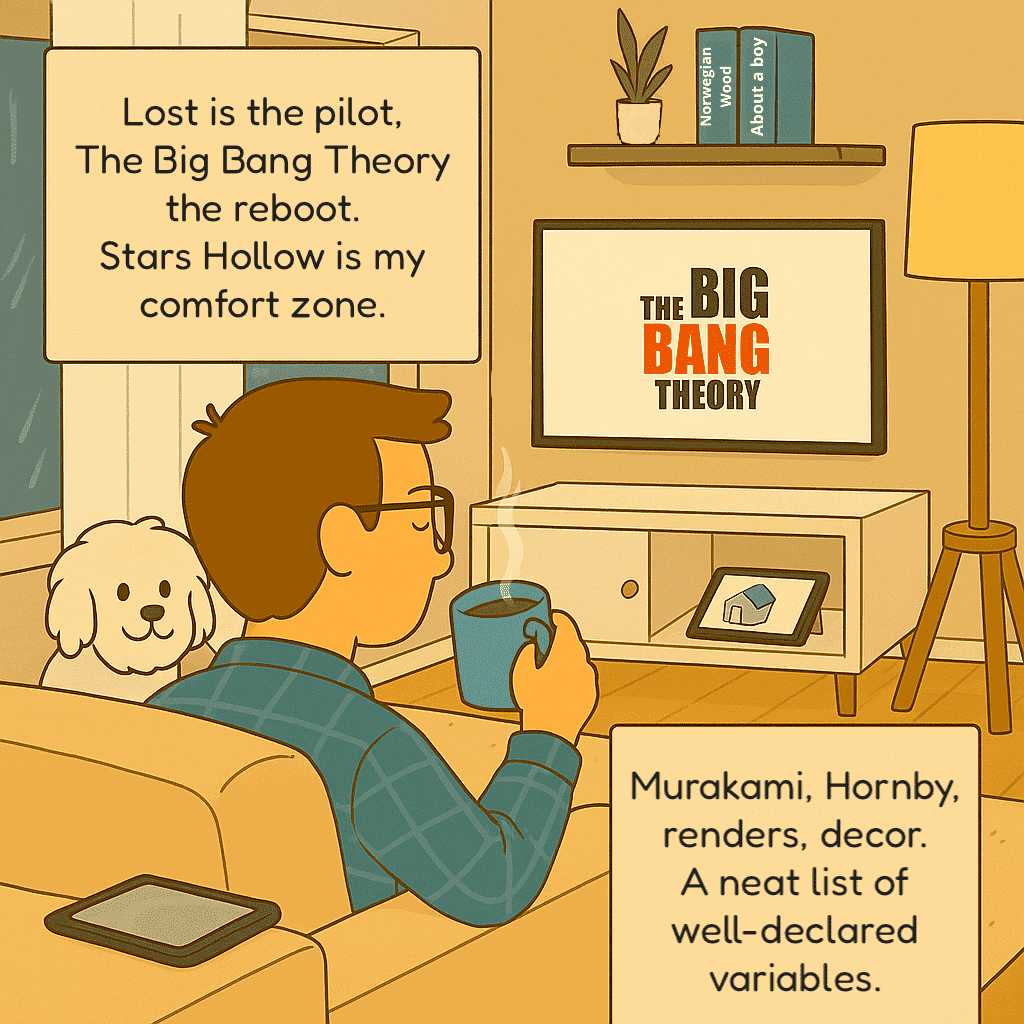 Lost is the pilot,
The Big Bang Theory
the reboot.
Stars Hollow is my
comfort zone.
Norwegian
Wood
About a boy
THE BIG
BANG
THEORY
Murakami, Hornby,
renders, decor.
A neat list of
well-declared
variables.